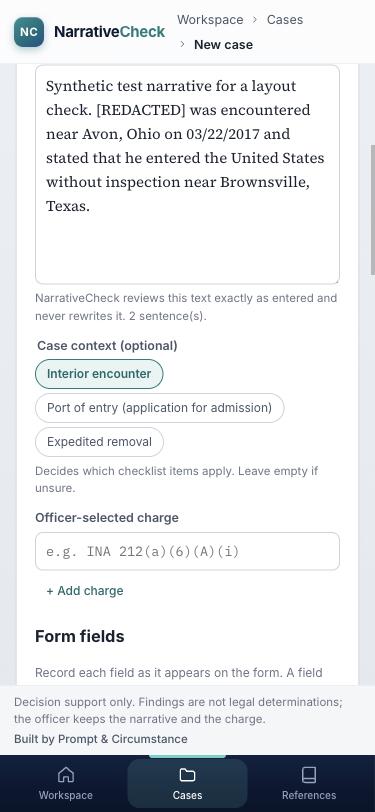 NC NarrativeCheck Workspace › Cases
› New case
Synthetic test narrative for a layout
check. [REDACTED] was encountered
near Avon, Ohio on 03/22/2017 and
stated that he entered the United States
without inspection near Brownsville,
Texas.
NarrativeCheck reviews this text exactly as entered and
never rewrites it. 2 sentence(s).
Case context (optional)
Interior encounter
Port of entry (application for admission)
Expedited removal
Decides which checklist items apply. Leave empty if
unsure.
Officer-selected charge
e.g. INA 212(a)(6)(A)(i)
+ Add charge
Form fields
Record each field as it appears on the form. A field
Decision support only. Findings are not legal determinations;
the officer keeps the narrative and the charge.
Built by Prompt & Circumstance
Workspace Cases References